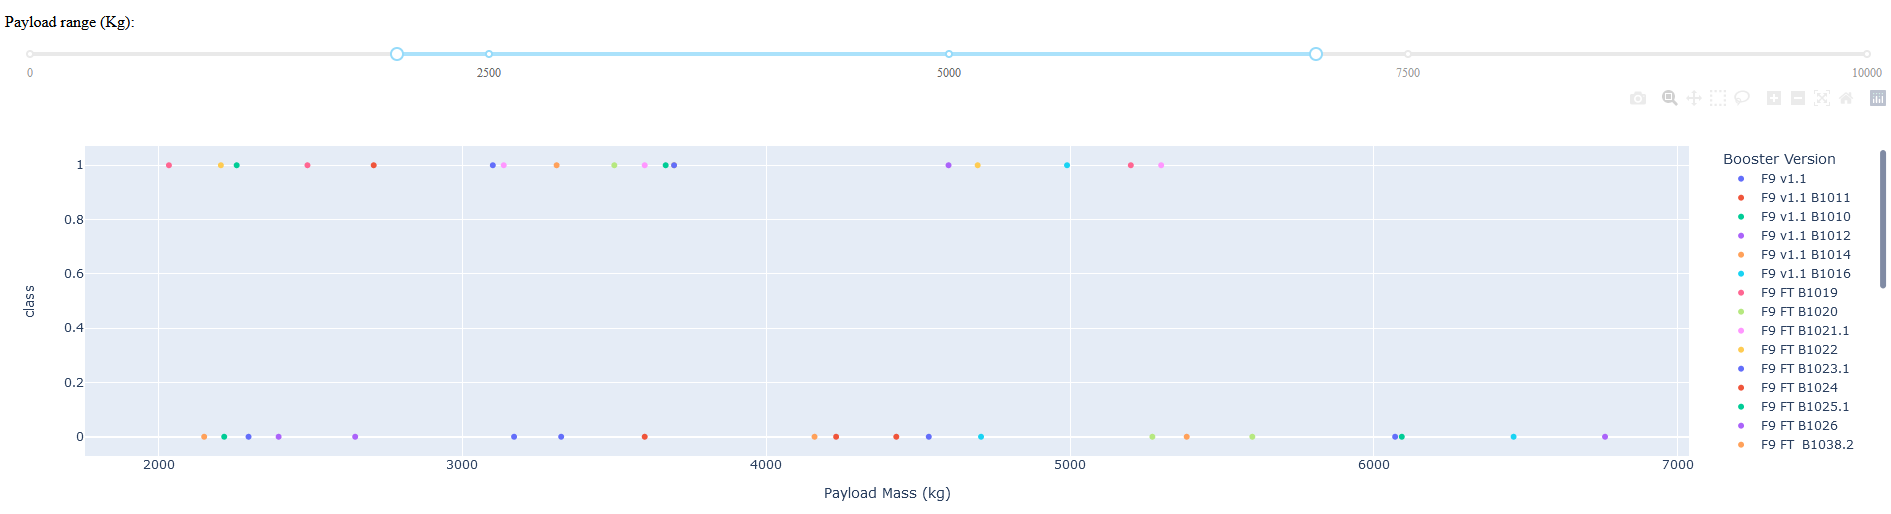 Payload range (Kg):
0 2500 5000 7500 10000
Booster Version
F9 v1.1
F9 v1.1 B1011
F9 v1.1 B1010
F9 v1.1 B1012
F9 v1.1 B1014
F9 v1.1 B1016
F9 FT B1019
F9 FT B1020
F9 FT B1021.1
F9 FT B1022
F9 FT B1023.1
F9 FT B1024
F9 FT B1025.1
F9 FT B1026
F9 FT  B1038.2
1
0.8
0.6
0.4
0.2
0
class
2000 3000 4000 5000 6000 7000
Payload Mass (kg)